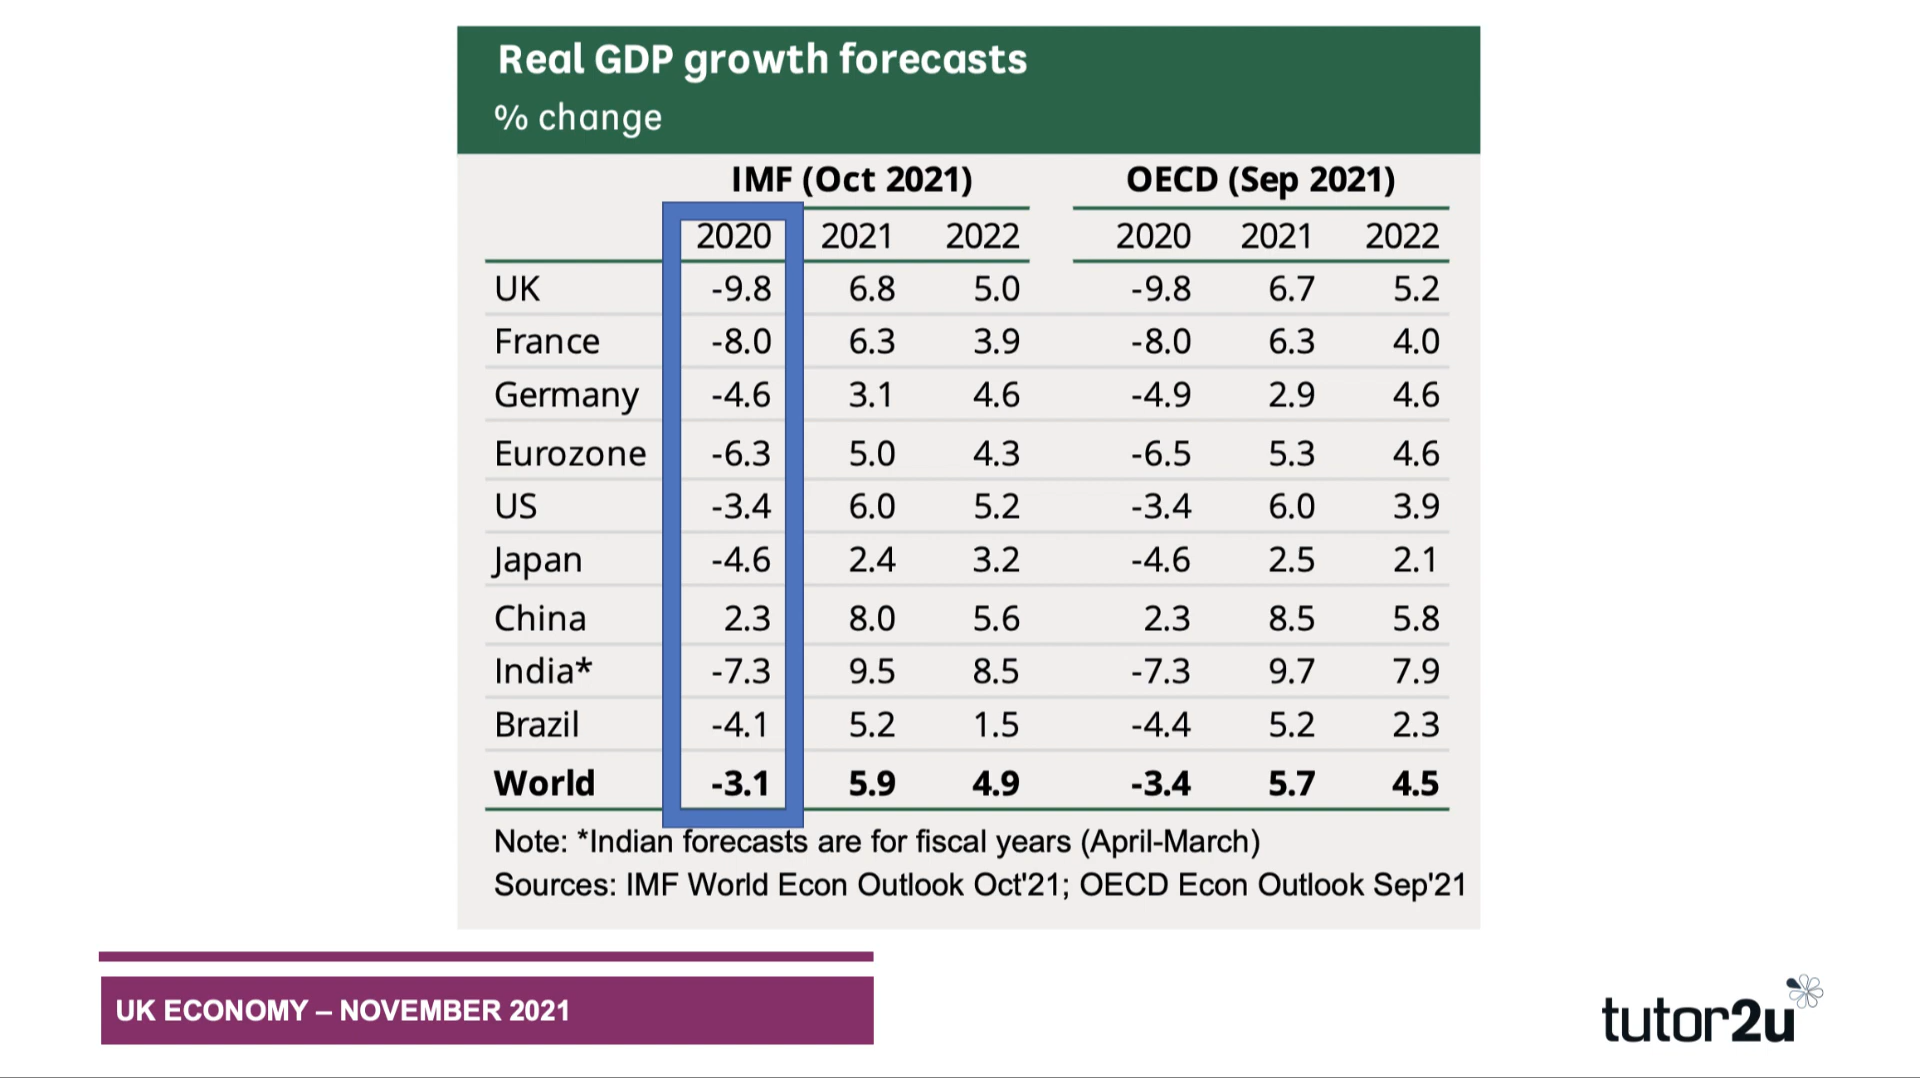 Real GDP growth forecasts
% change
IMF (Oct 2021) OECD (Sep 2021)
2020 2021 2022 2020 2021 2022
UK -9.8 6.8 5.0 -9.8 6.7 5.2
France -8.0 6.3 3.9 -8.0 6.3 4.0
Germany -4.6 3.1 4.6 -4.9 2.9 4.6
Eurozone -6.3 5.0 4.3 -6.5 5.3 4.6
US -3.4 6.0 5.2 -3.4 6.0 3.9
Japan -4.6 2.4 3.2 -4.6 2.5 2.1
China 2.3 8.0 5.6 2.3 8.5 5.8
India* -7.3 9.5 8.5 -7.3 9.7 7.9
Brazil -4.1 5.2 1.5 -4.4 5.2 2.3
World -3.1 5.9 4.9 -3.4 5.7 4.5
Note: *Indian forecasts are for fiscal years (April-March)
Sources: IMF World Econ Outlook Oct'21; OECD Econ Outlook Sep'21
UK ECONOMY – NOVEMBER 2021
tutor2u